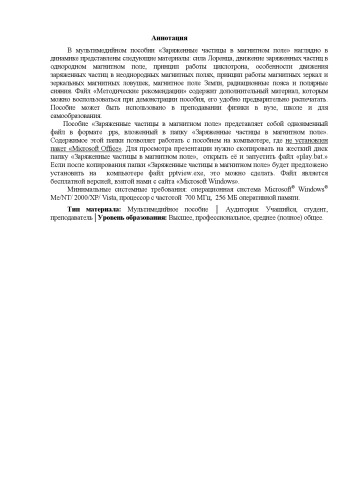 Аннотация
В мультимедийном пособии «Заряженные частицы в магнитном поле» наглядно в
динамике представлены следующие материалы: сила Лоренца, движение заряженных частиц в
однородном магнитном поле, принцип работы циклотрона, особенности движения
заряженных частиц в неоднородных магнитных полях, принципы работы магнитных зеркал и
зеркальных магнитных ловушек, магнитное поле Земли, радиационные пояса и полярные
сияния. Файл «Методические рекомендации» содержит дополнительный материал, которым
можно воспользоваться при демонстрации пособия, его удобно предварительно распечатать.
Пособие может быть использовано в преподавании физики в вузе, школе и для
самообразования.
Пособие «Заряженные частицы в магнитном поле» представляет собой одноименный
файл в формате .pps, вложенный в папку «Заряженные частицы в магнитном поле».
Содержимое этой папки позволяет работать с пособием на компьютере, где не установлен
пакет «Microsoft Office». Для просмотра презентации нужно скопировать на жесткий диск
папку «Заряженные частицы в магнитном поле», открыть её и запустить файл «play.bat.»
Если после копирования папки «Заряженные частицы в магнитном поле» будет предложено
установить на компьютере файл pptview.exe, это можно сделать. Файл является
бесплатной версией, взятой нами с сайта «Microsoft Windows».
Минимальные системные требования: операционная система Microsoft® Windows®
Me/NT/ 2000/XP/ Vista, процессор с частотой 700 МГц, 256 МБ оперативной памяти.
Тип материала: Мультимедийное пособие | Аудитория: Учащийся, студент,
преподаватель | Уровень образования: Высшее, профессиональное, среднее (полное) общее.